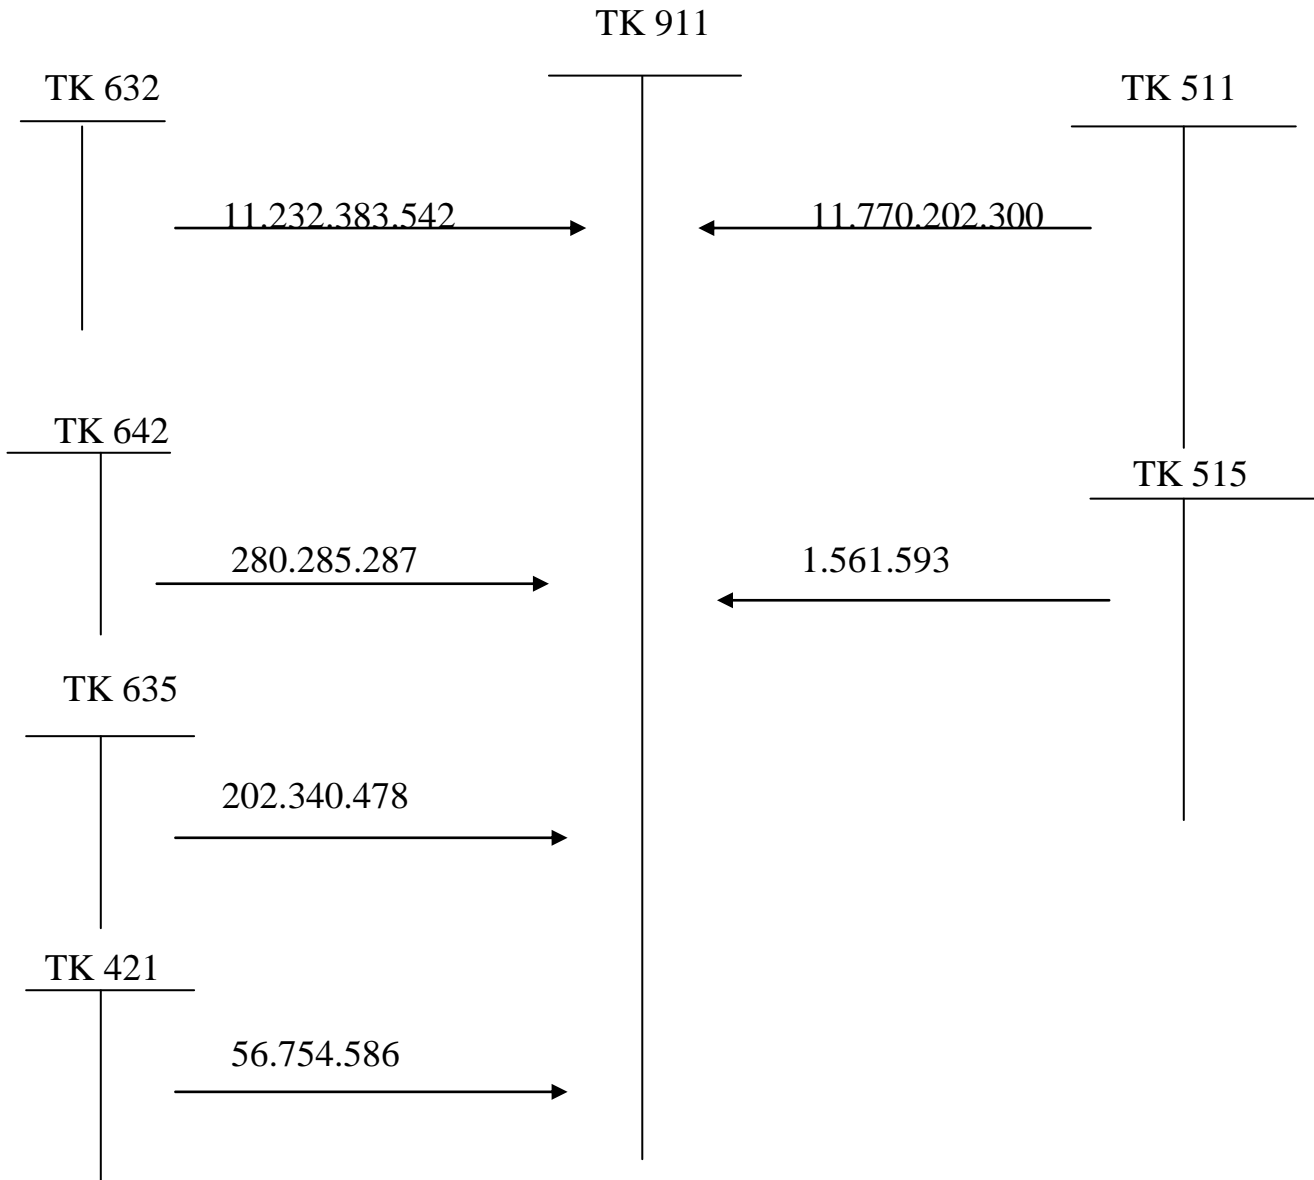 TK 911
TK 632
TK 511
11.232.383.542
11.770.202.300
TK 642
TK 515
280.285.287
1.561.593
TK 635
202.340.478
TK 421
56.754.586